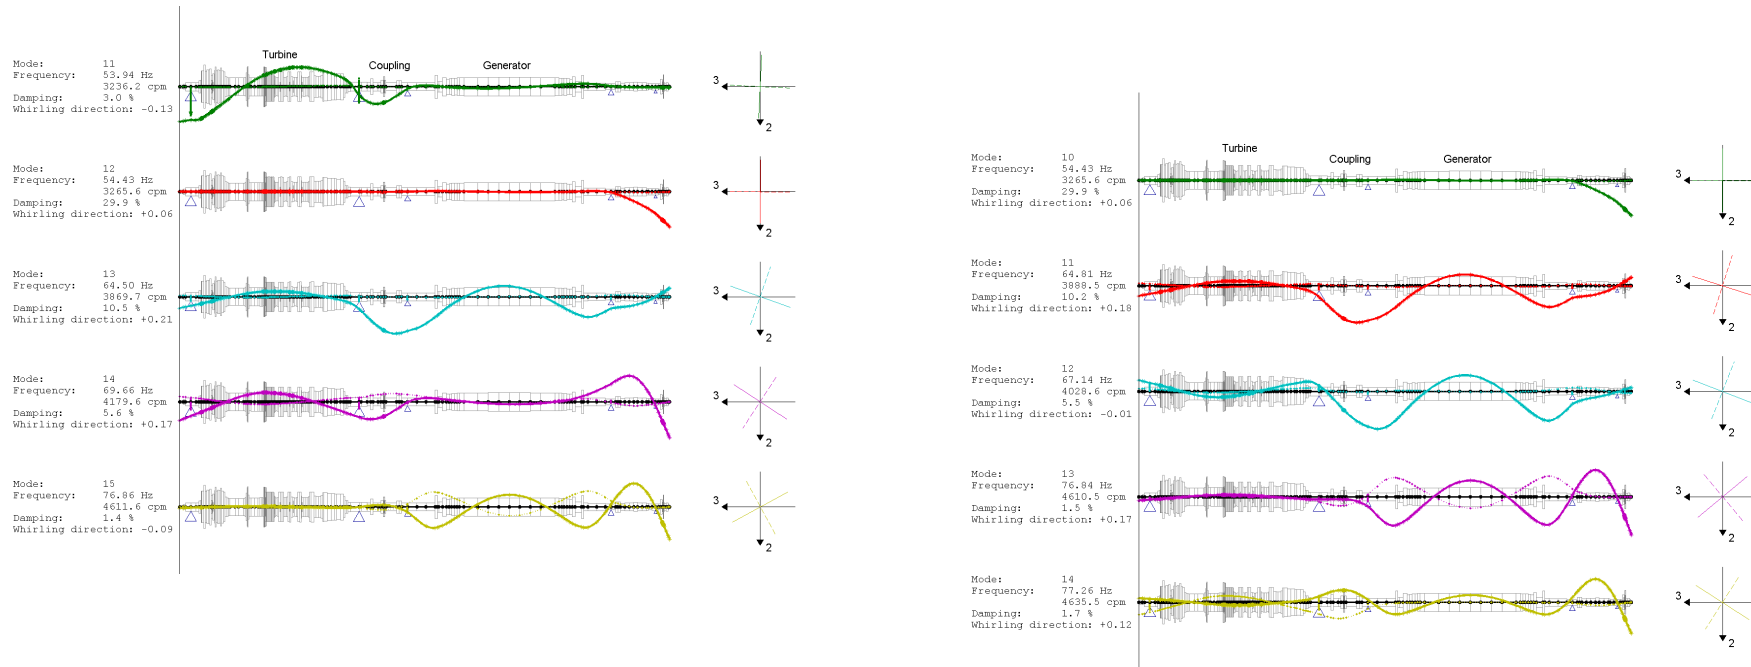 Turbine
Coupling
Generator
Mode: 11
Frequency: 53.94 Hz
3236.2 cpm
Damping: 3.0 %
Whirling direction: -0.13
3
2
Mode: 12
Frequency: 54.43 Hz
3265.6 cpm
Damping: 29.9 %
Whirling direction: +0.06
3
2
Mode: 13
Frequency: 64.50 Hz
3869.7 cpm
Damping: 10.5 %
Whirling direction: +0.21
3
2
Mode: 14
Frequency: 69.66 Hz
4179.6 cpm
Damping: 5.6 %
Whirling direction: +0.17
3
2
Mode: 15
Frequency: 76.86 Hz
4611.6 cpm
Damping: 1.4 %
Whirling direction: -0.09
3
2
Turbine
Coupling
Generator
Mode: 10
Frequency: 54.43 Hz
3265.6 cpm
Damping: 29.9 %
Whirling direction: +0.06
3
2
Mode: 11
Frequency: 64.81 Hz
3888.5 cpm
Damping: 10.2 %
Whirling direction: +0.18
3
2
Mode: 12
Frequency: 67.14 Hz
4028.6 cpm
Damping: 5.5 %
Whirling direction: -0.01
3
2
Mode: 13
Frequency: 76.84 Hz
4610.5 cpm
Damping: 1.5 %
Whirling direction: +0.17
3
2
Mode: 14
Frequency: 77.26 Hz
4635.5 cpm
Damping: 1.7 %
Whirling direction: +0.12
3
2